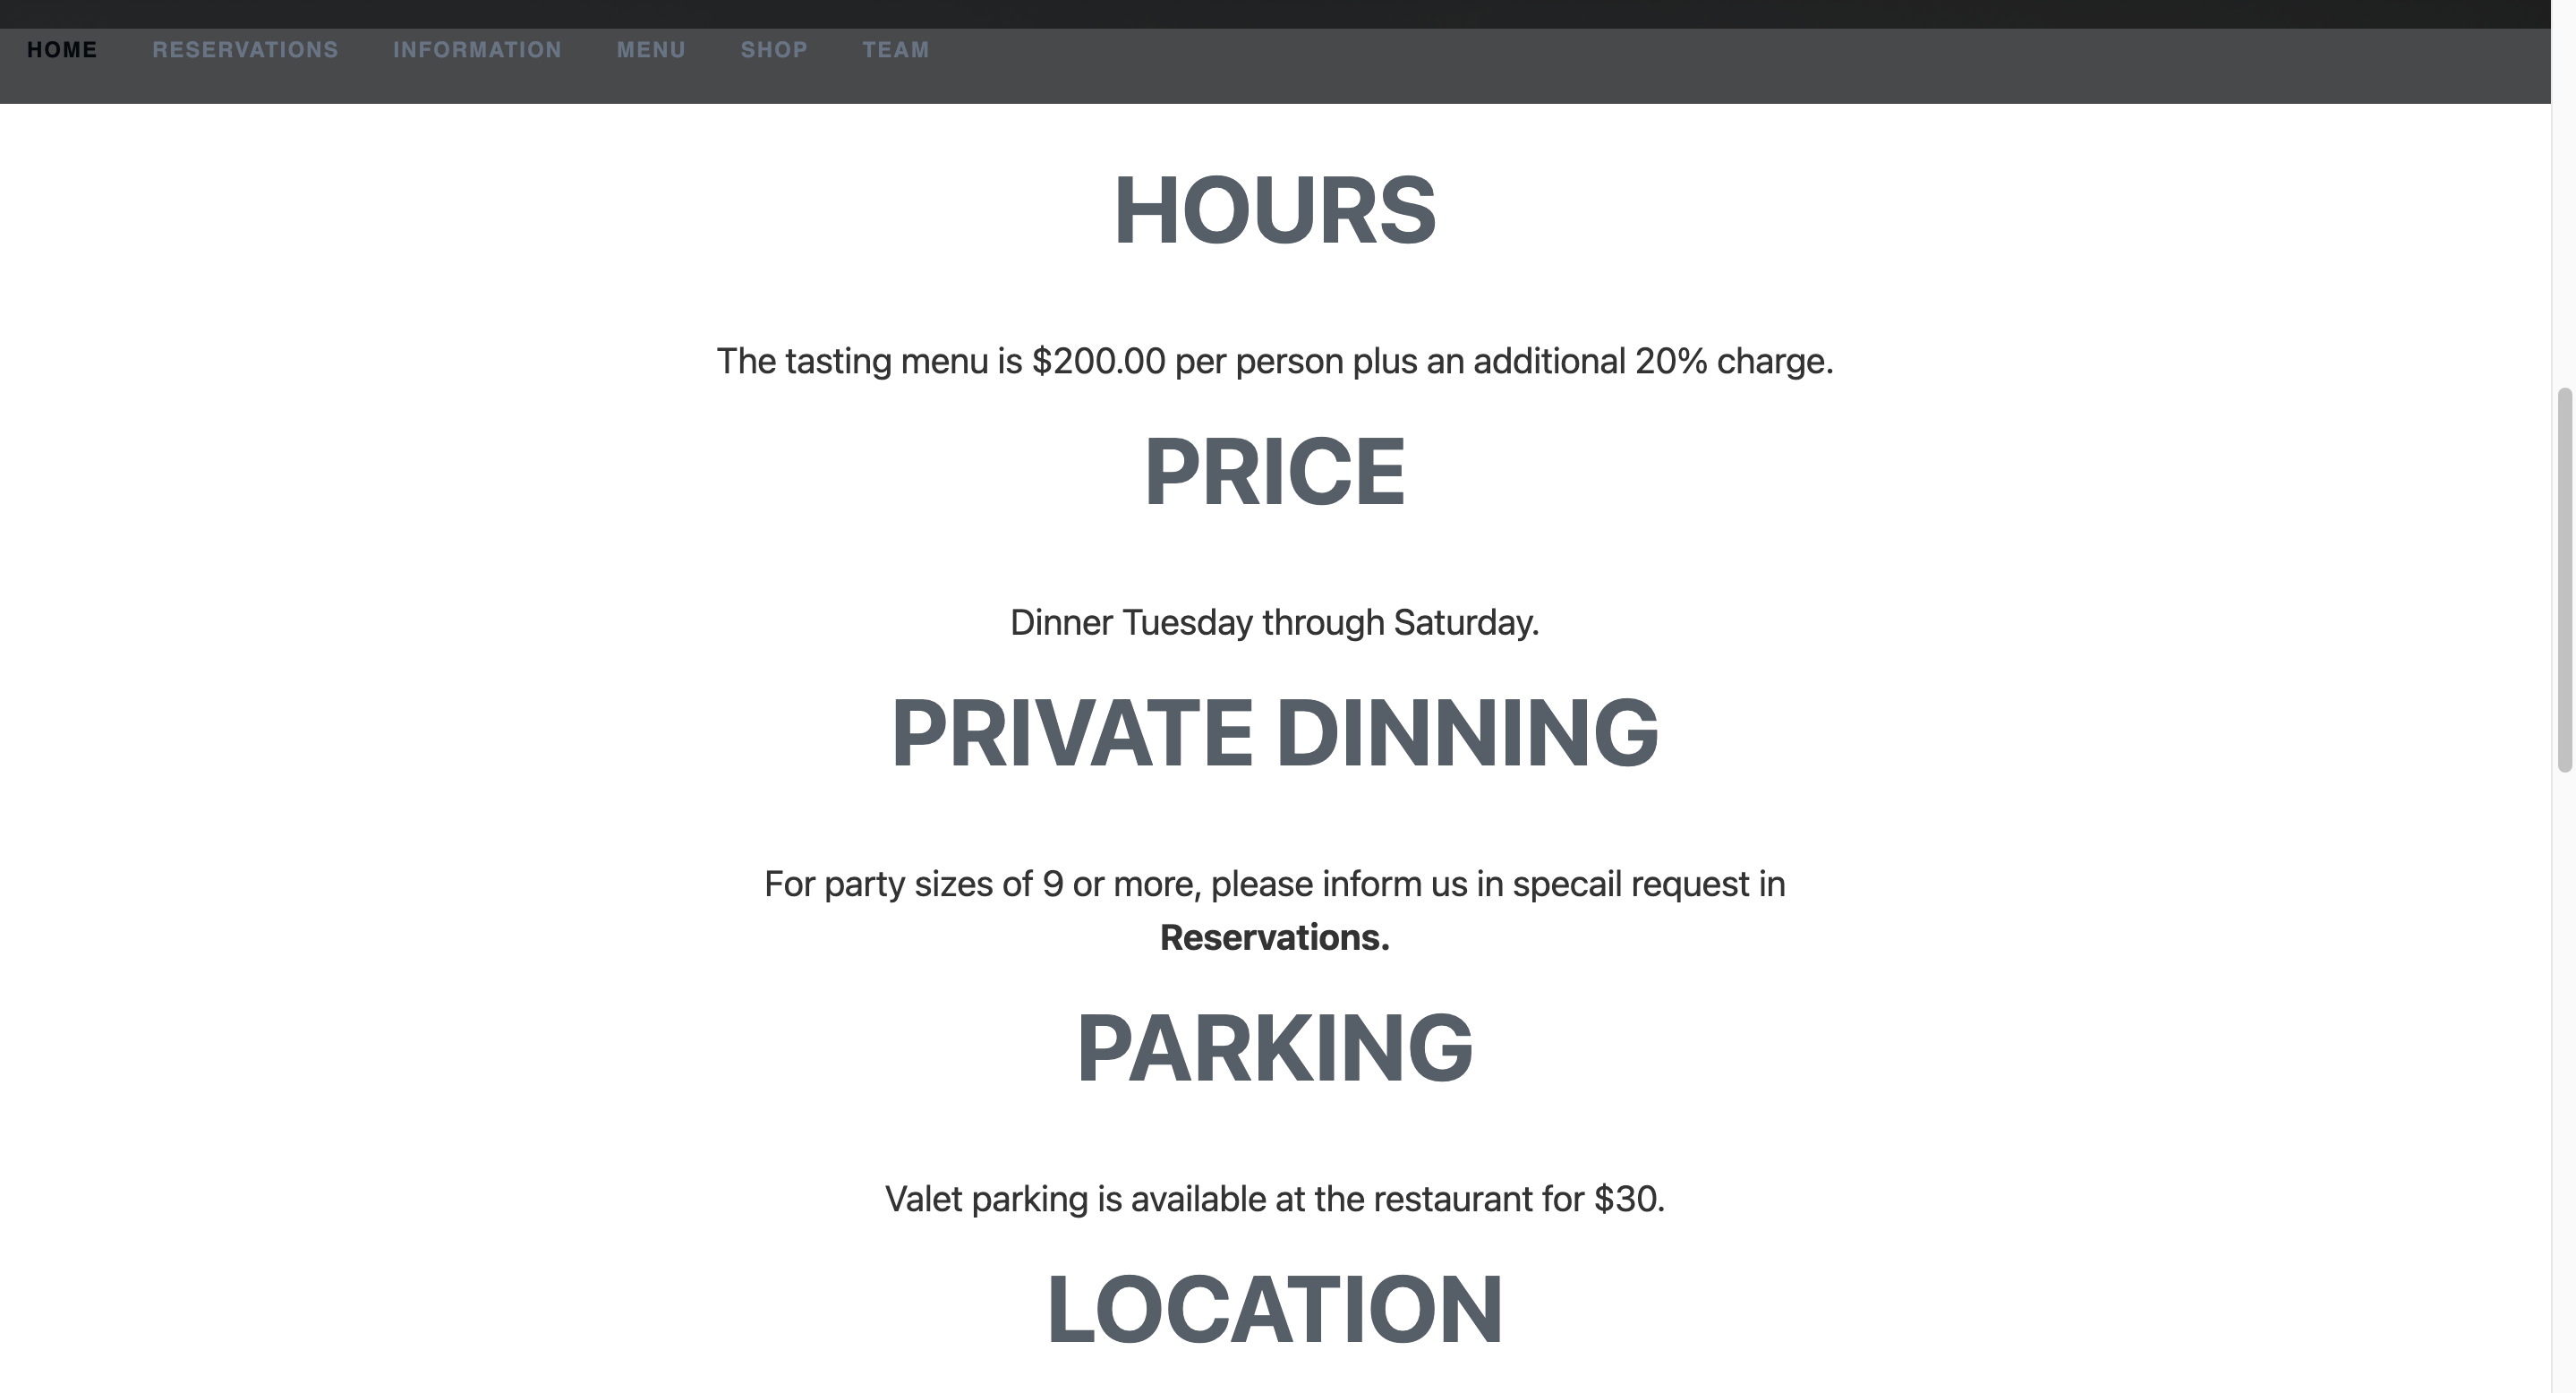 HOME RESERVATIONS INFORMATION MENU SHOP TEAM
HOURS
The tasting menu is $200.00 per person plus an additional 20% charge.
PRICE
Dinner Tuesday through Saturday.
PRIVATE DINNING
For party sizes of 9 or more, please inform us in specail request in
Reservations.
PARKING
Valet parking is available at the restaurant for $30.
LOCATION